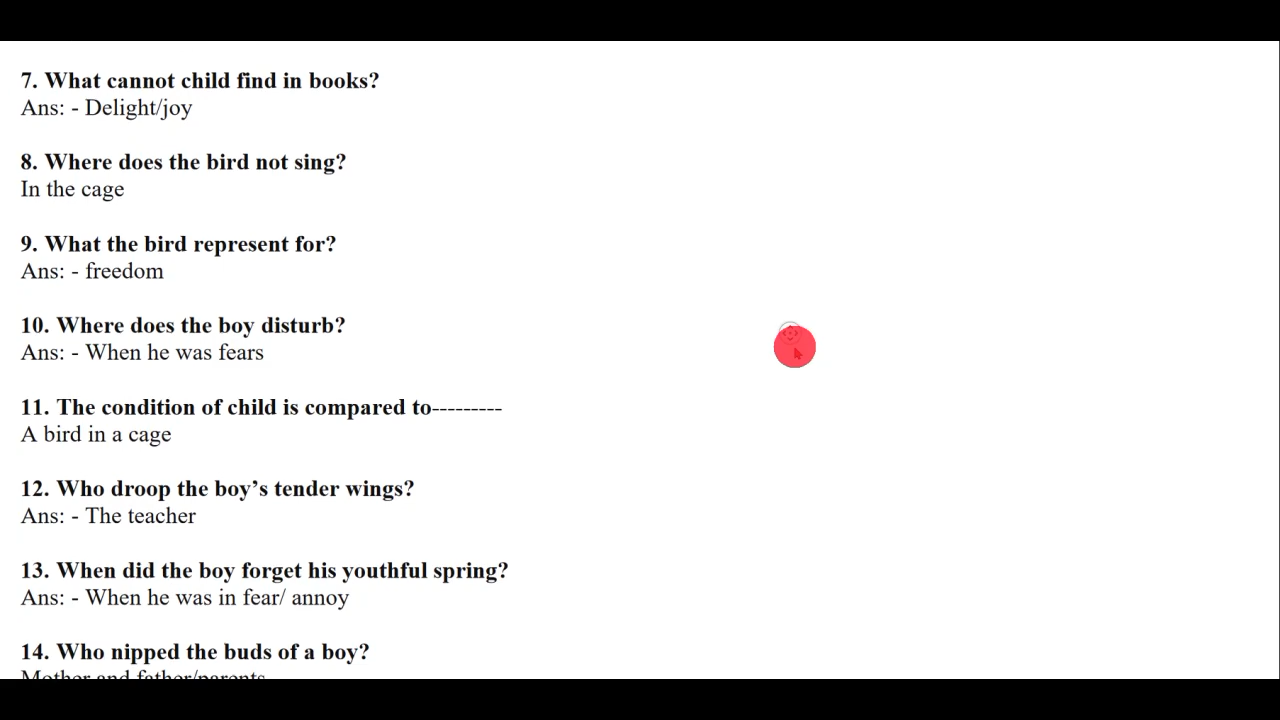 7. What cannot child find in books?
Ans: - Delight/joy
8. Where does the bird not sing?
In the cage
9. What the bird represent for?
Ans: - freedom
10. Where does the boy disturb?
Ans: - When he was fears
11. The condition of child is compared to---------
A bird in a cage
12. Who droop the boy’s tender wings?
Ans: - The teacher
13. When did the boy forget his youthful spring?
Ans: - When he was in fear/ annoy
14. Who nipped the buds of a boy?
Mother and father/parents